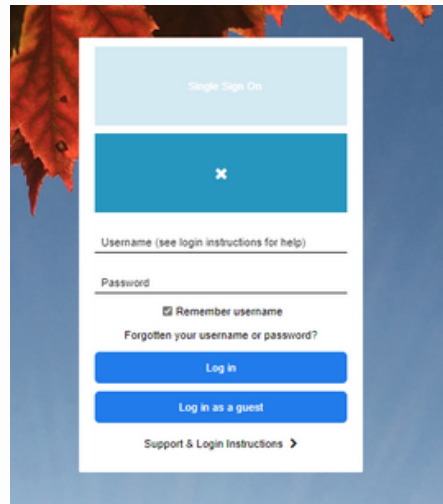 Single Sign On
Username (see login instructions for help)
Password
Remember username
Forgotten your username or password?
Log in
Log in as a guest
Support & Login Instructions